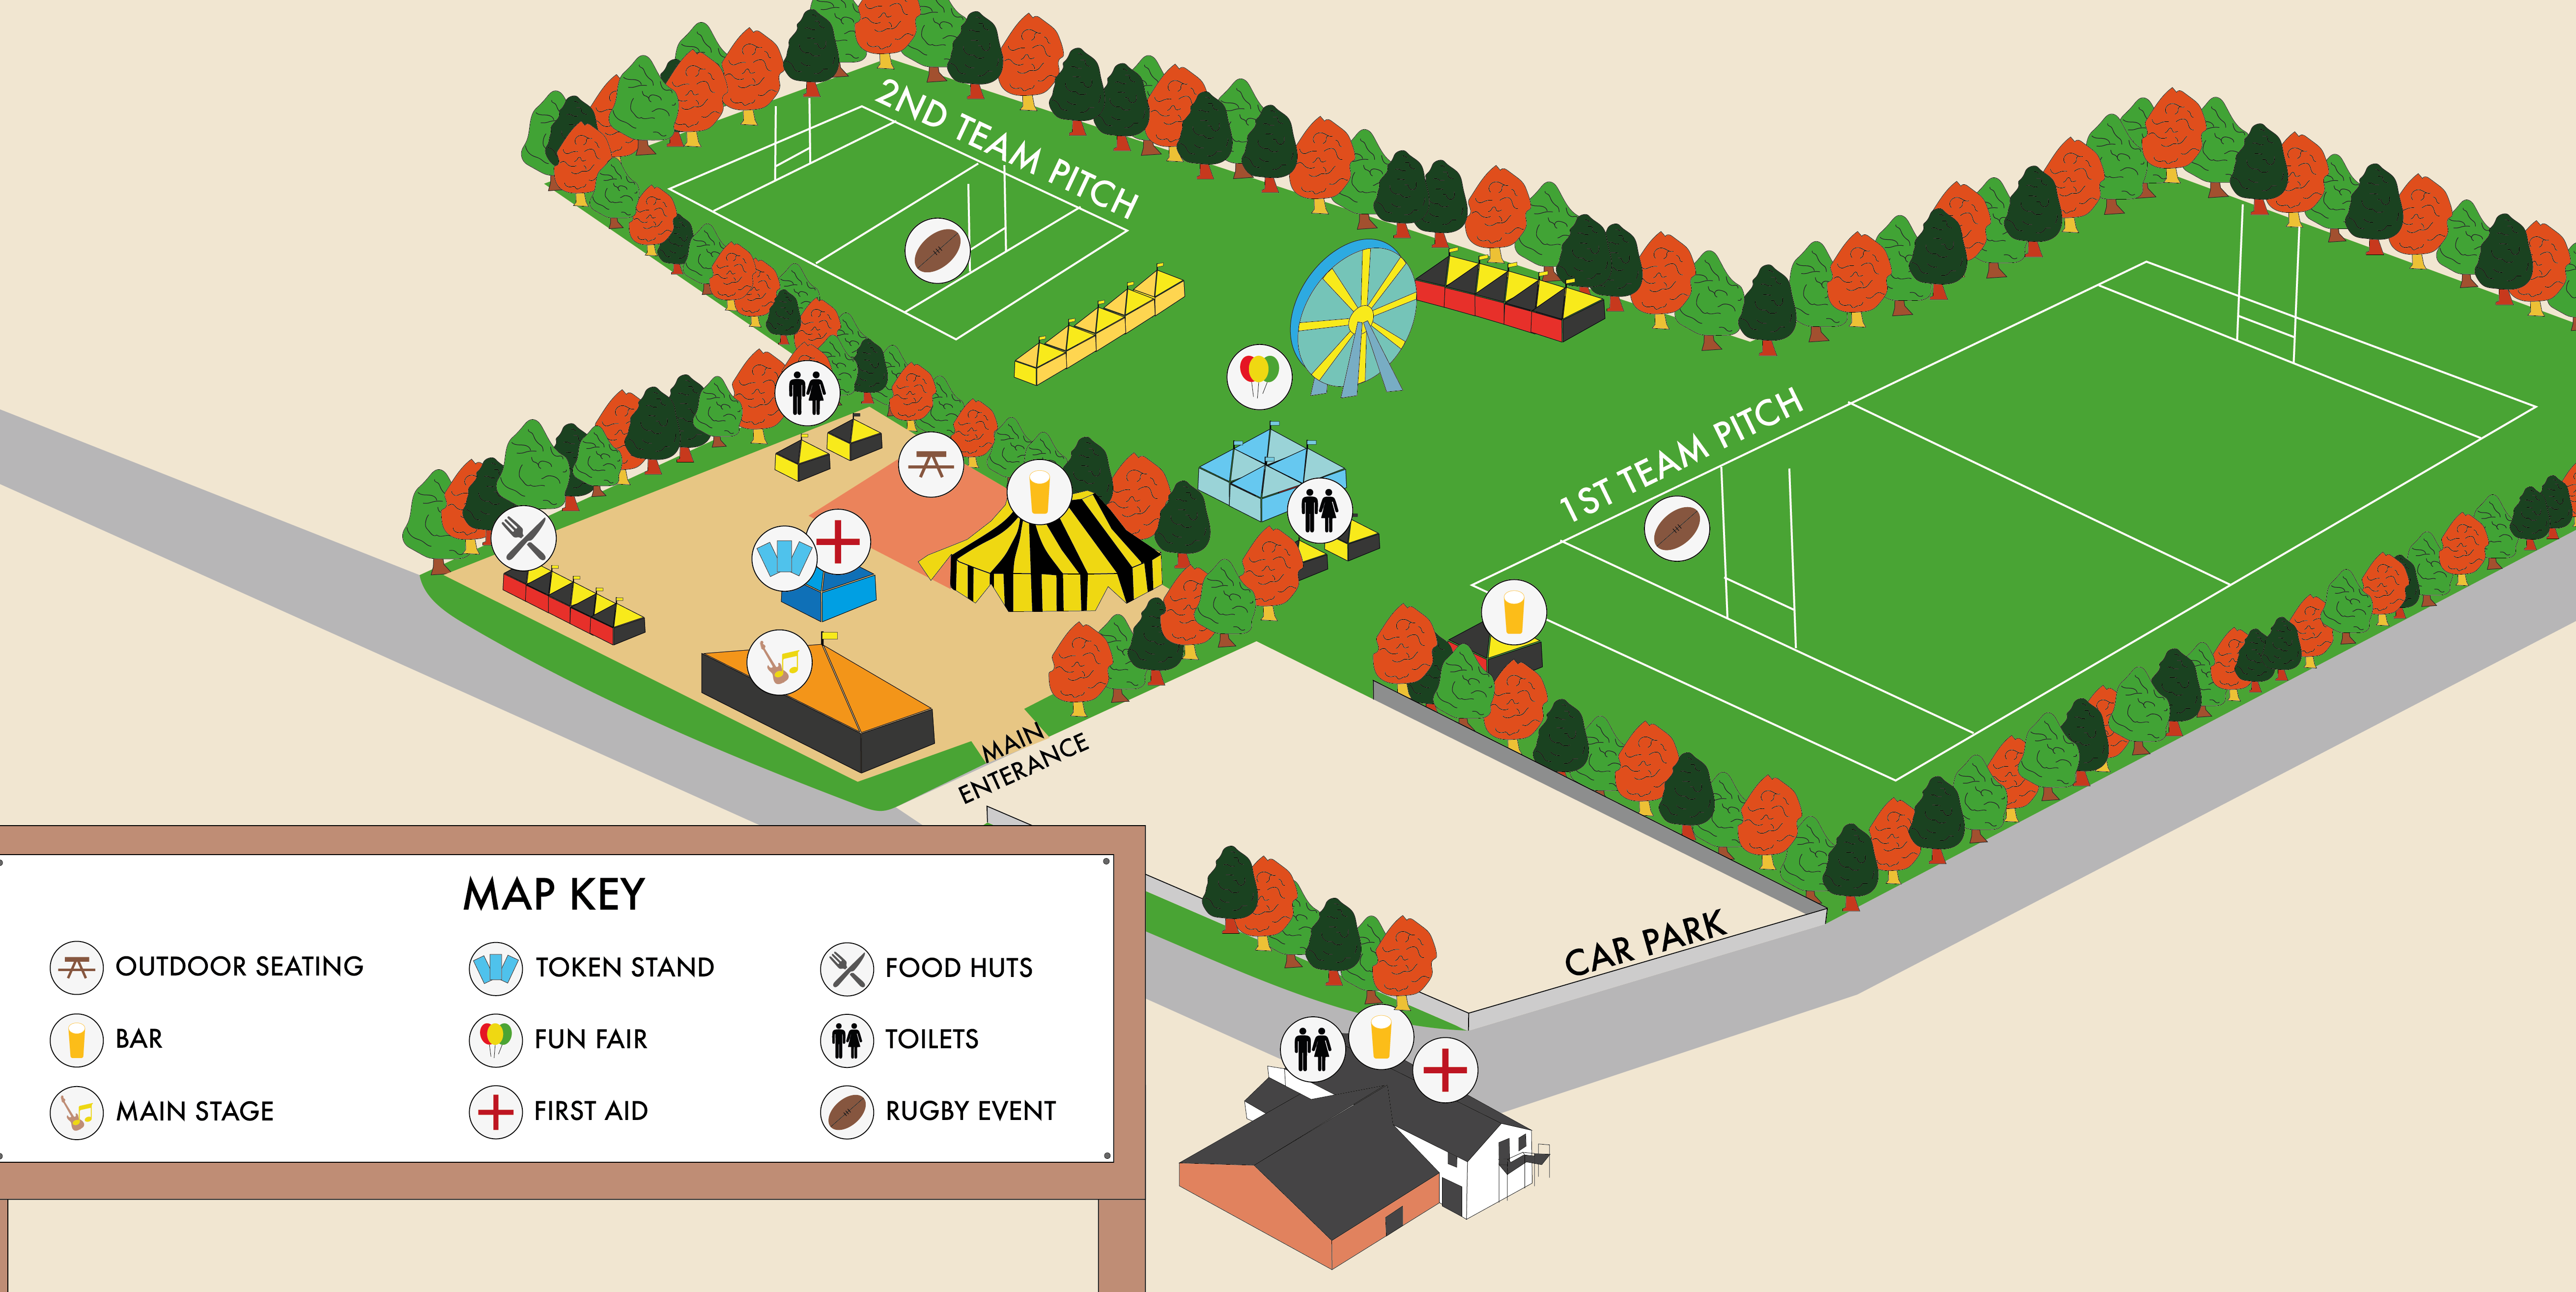 2ND TEAM PITCH
1ST TEAM PITCH
MAIN
ENTERANCE
CAR PARK
MAP KEY
OUTDOOR SEATING
TOKEN STAND
FOOD HUTS
BAR
FUN FAIR
TOILETS
MAIN STAGE
FIRST AID
RUGBY EVENT